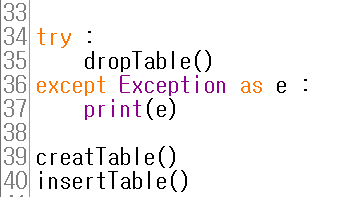 33
34 try :
35     dropTable()
36 except Exception as e :
37     print(e)
38
39 creatTable()
40 insertTable()